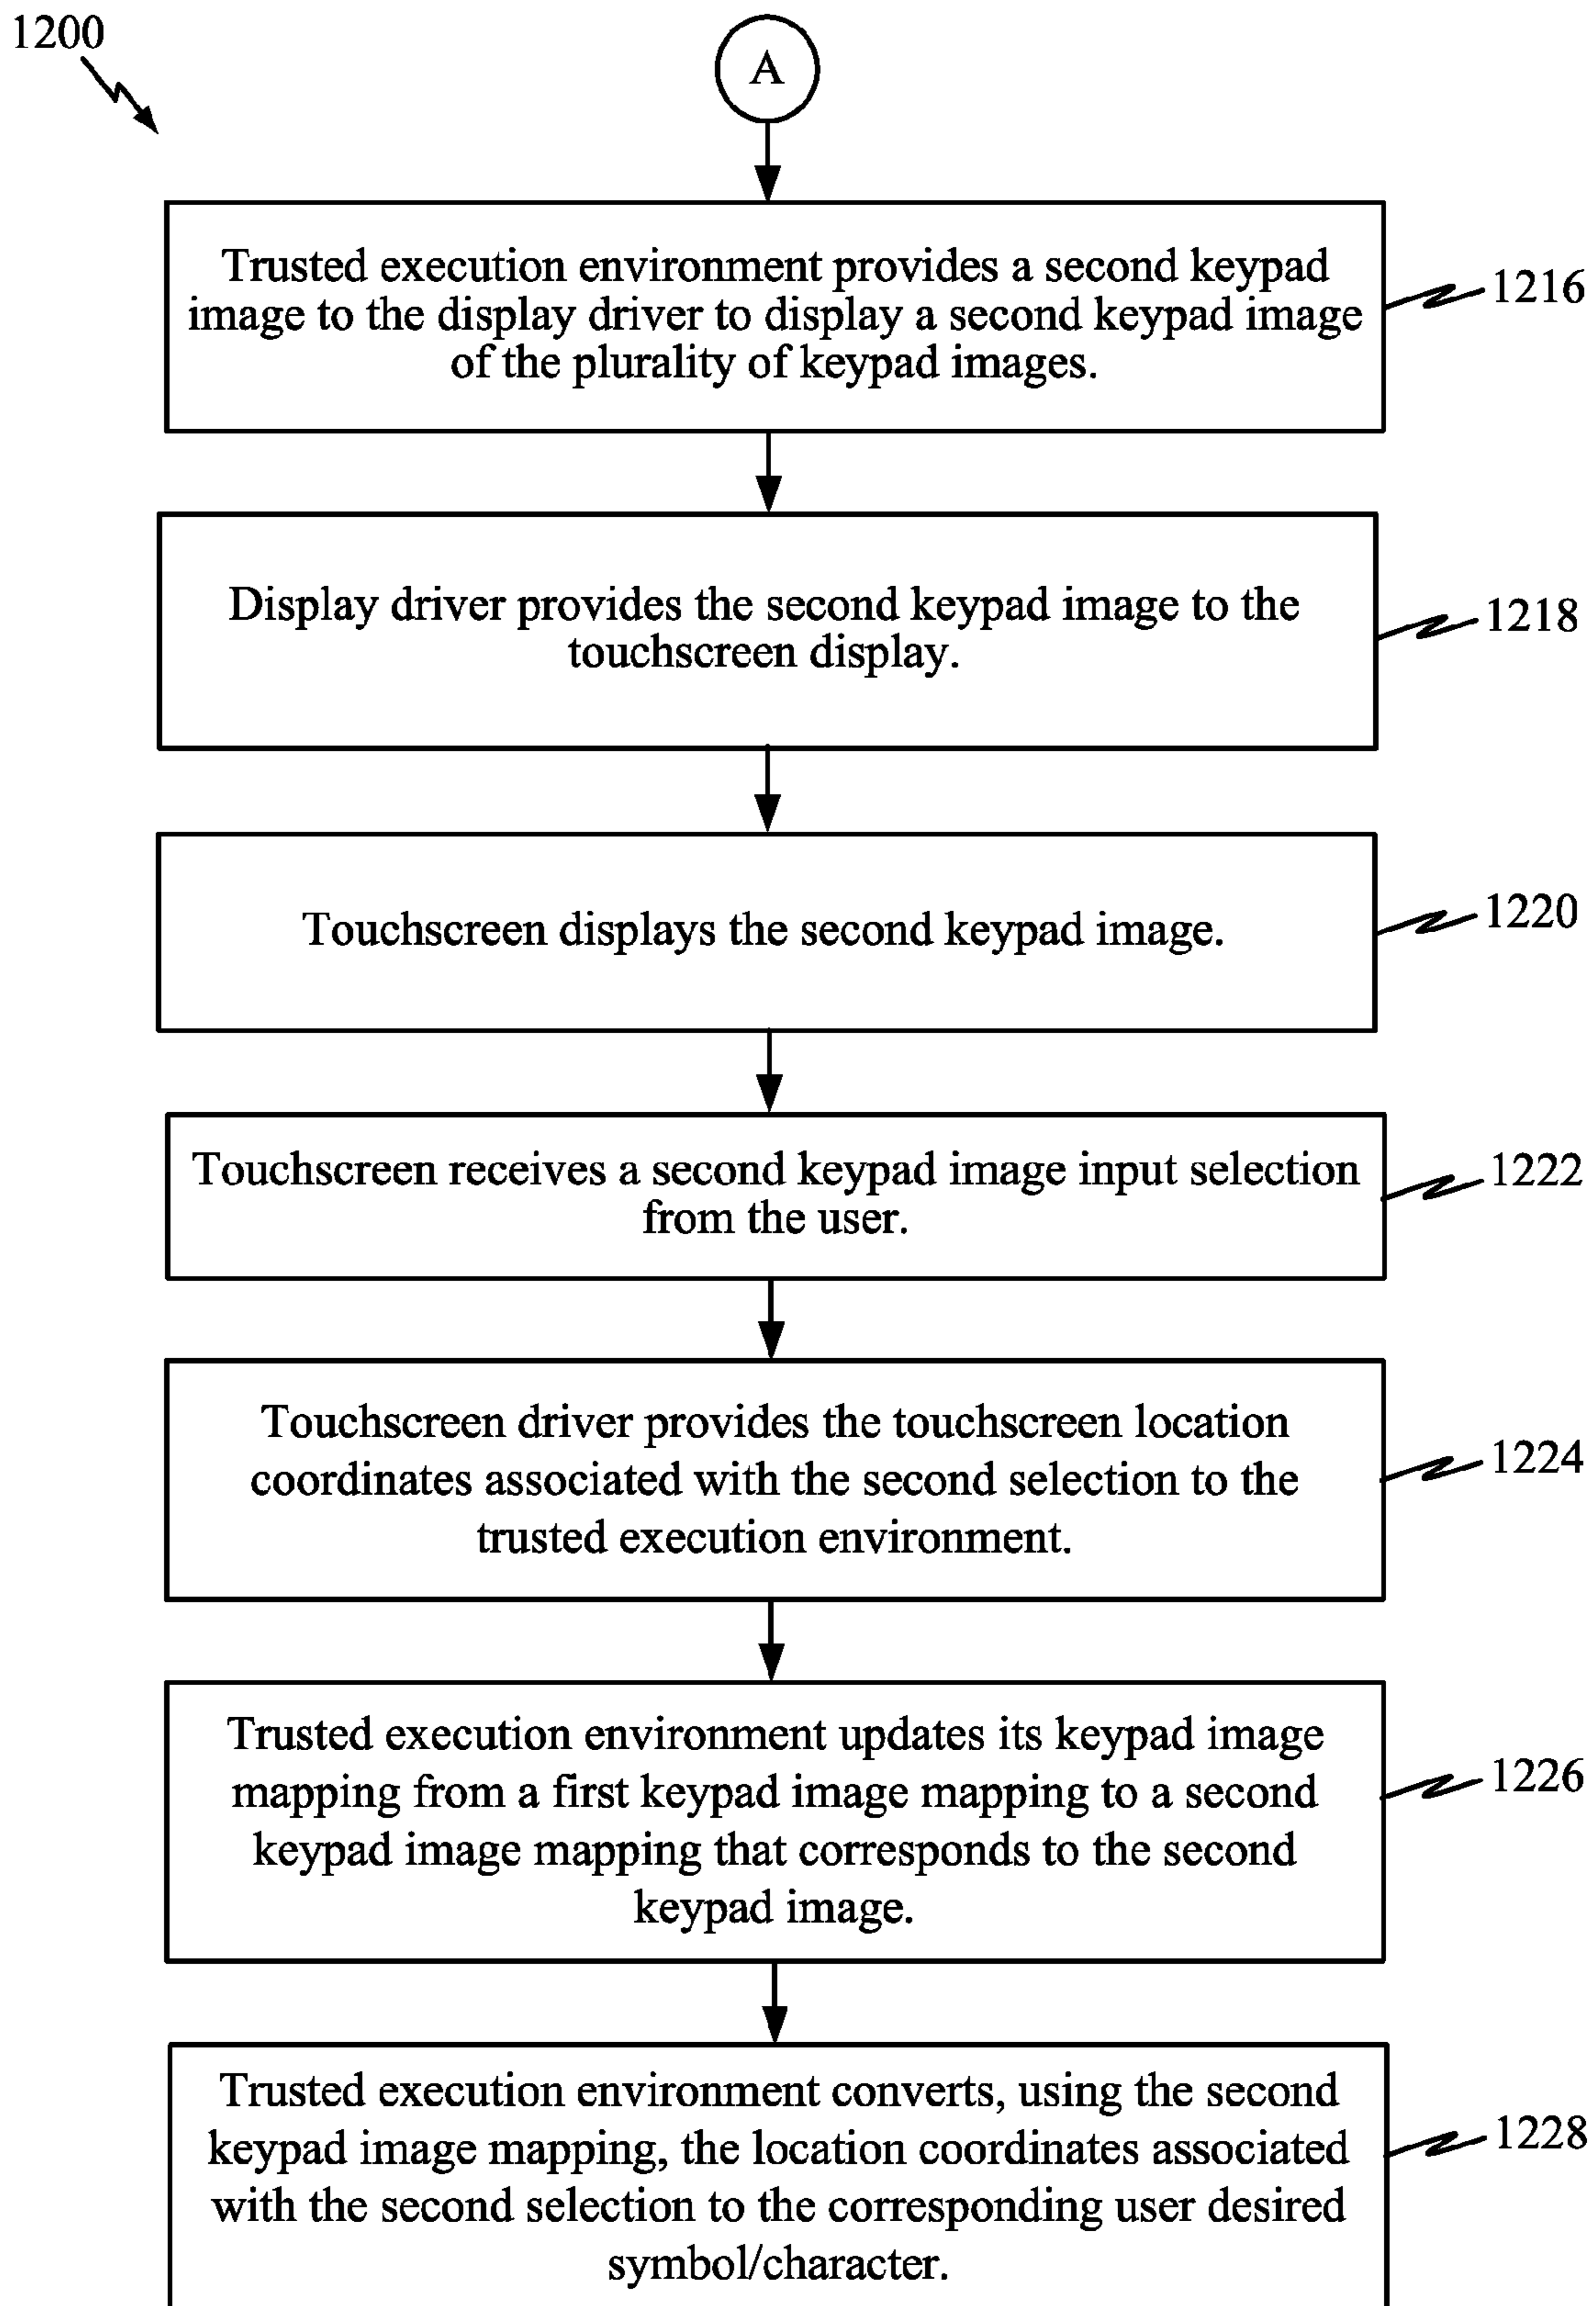 1200
A
Trusted execution environment provides a second keypad
image to the display driver to display a second keypad image
of the plurality of keypad images.
1216
Display driver provides the second keypad image to the
touchscreen display.
1218
Touchscreen displays the second keypad image.
1220
Touchscreen receives a second keypad image input selection
from the user.
1222
Touchscreen driver provides the touchscreen location
coordinates associated with the second selection to the
trusted execution environment.
1224
Trusted execution environment updates its keypad image
mapping from a first keypad image mapping to a second
keypad image mapping that corresponds to the second
keypad image.
1226
Trusted execution environment converts, using the second
keypad image mapping, the location coordinates associated
with the second selection to the corresponding user desired
symbol/character.
1228